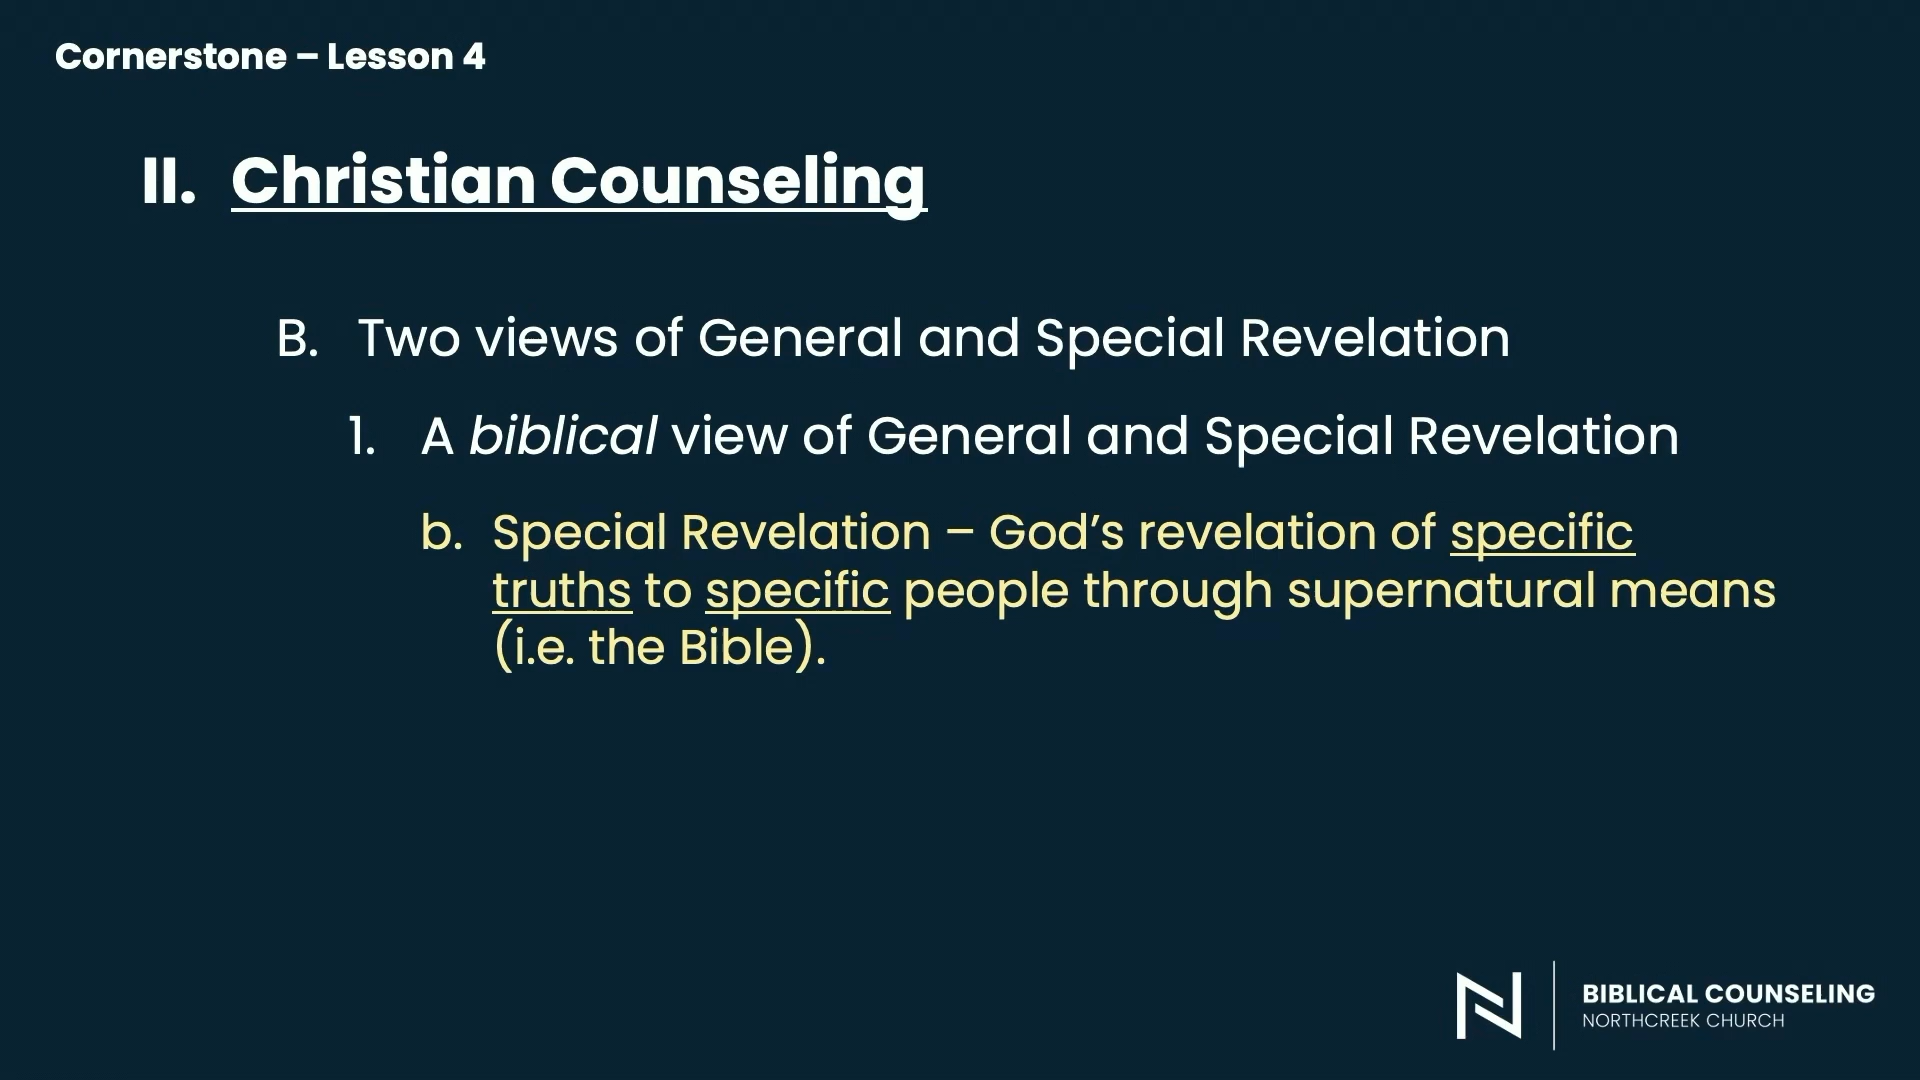 Cornerstone – Lesson 4
II. Christian Counseling
B. Two views of General and Special Revelation
1. A biblical view of General and Special Revelation
b. Special Revelation – God’s revelation of specific
truths to specific people through supernatural means
(i.e. the Bible).
BIBLICAL COUNSELING
NORTHCREEK CHURCH